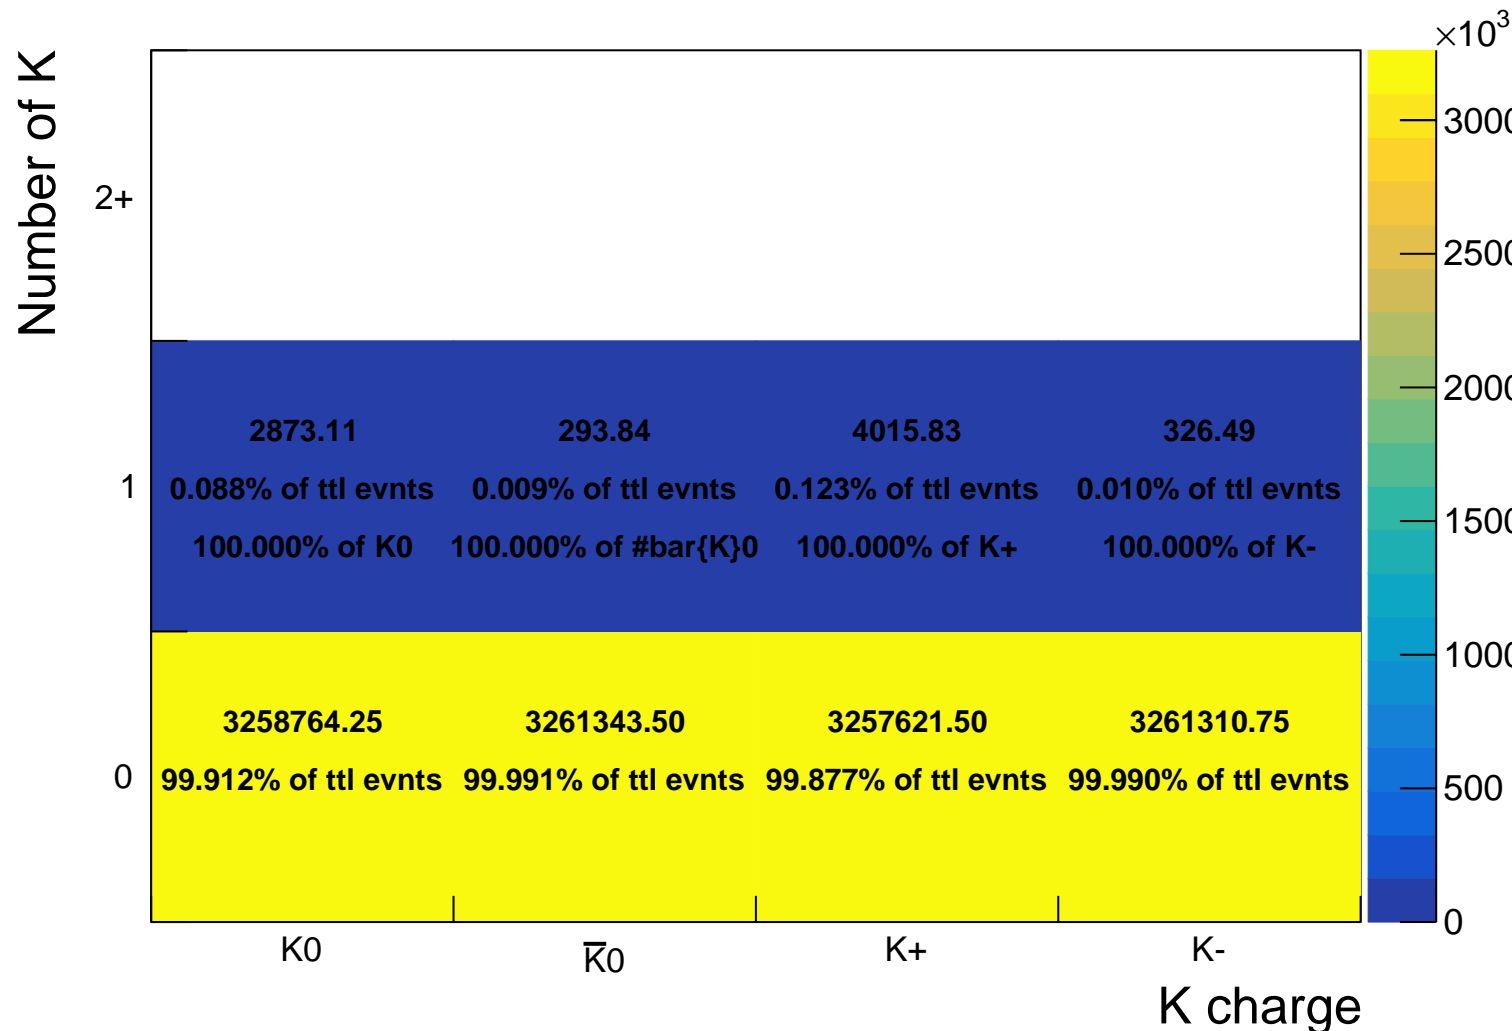 ×10³
Number of K
2+
1
0
2873.11
0.088% of ttl evnts
100.000% of K0
293.84
0.009% of ttl evnts
100.000% of #bar{K}0
4015.83
0.123% of ttl evnts
100.000% of K+
326.49
0.010% of ttl evnts
100.000% of K-
3258764.25
99.912% of ttl evnts
3261343.50
99.991% of ttl evnts
3257621.50
99.877% of ttl evnts
3261310.75
99.990% of ttl evnts
K0
K̅0
K+
K-
K charge
3000
2500
2000
1500
1000
500
0